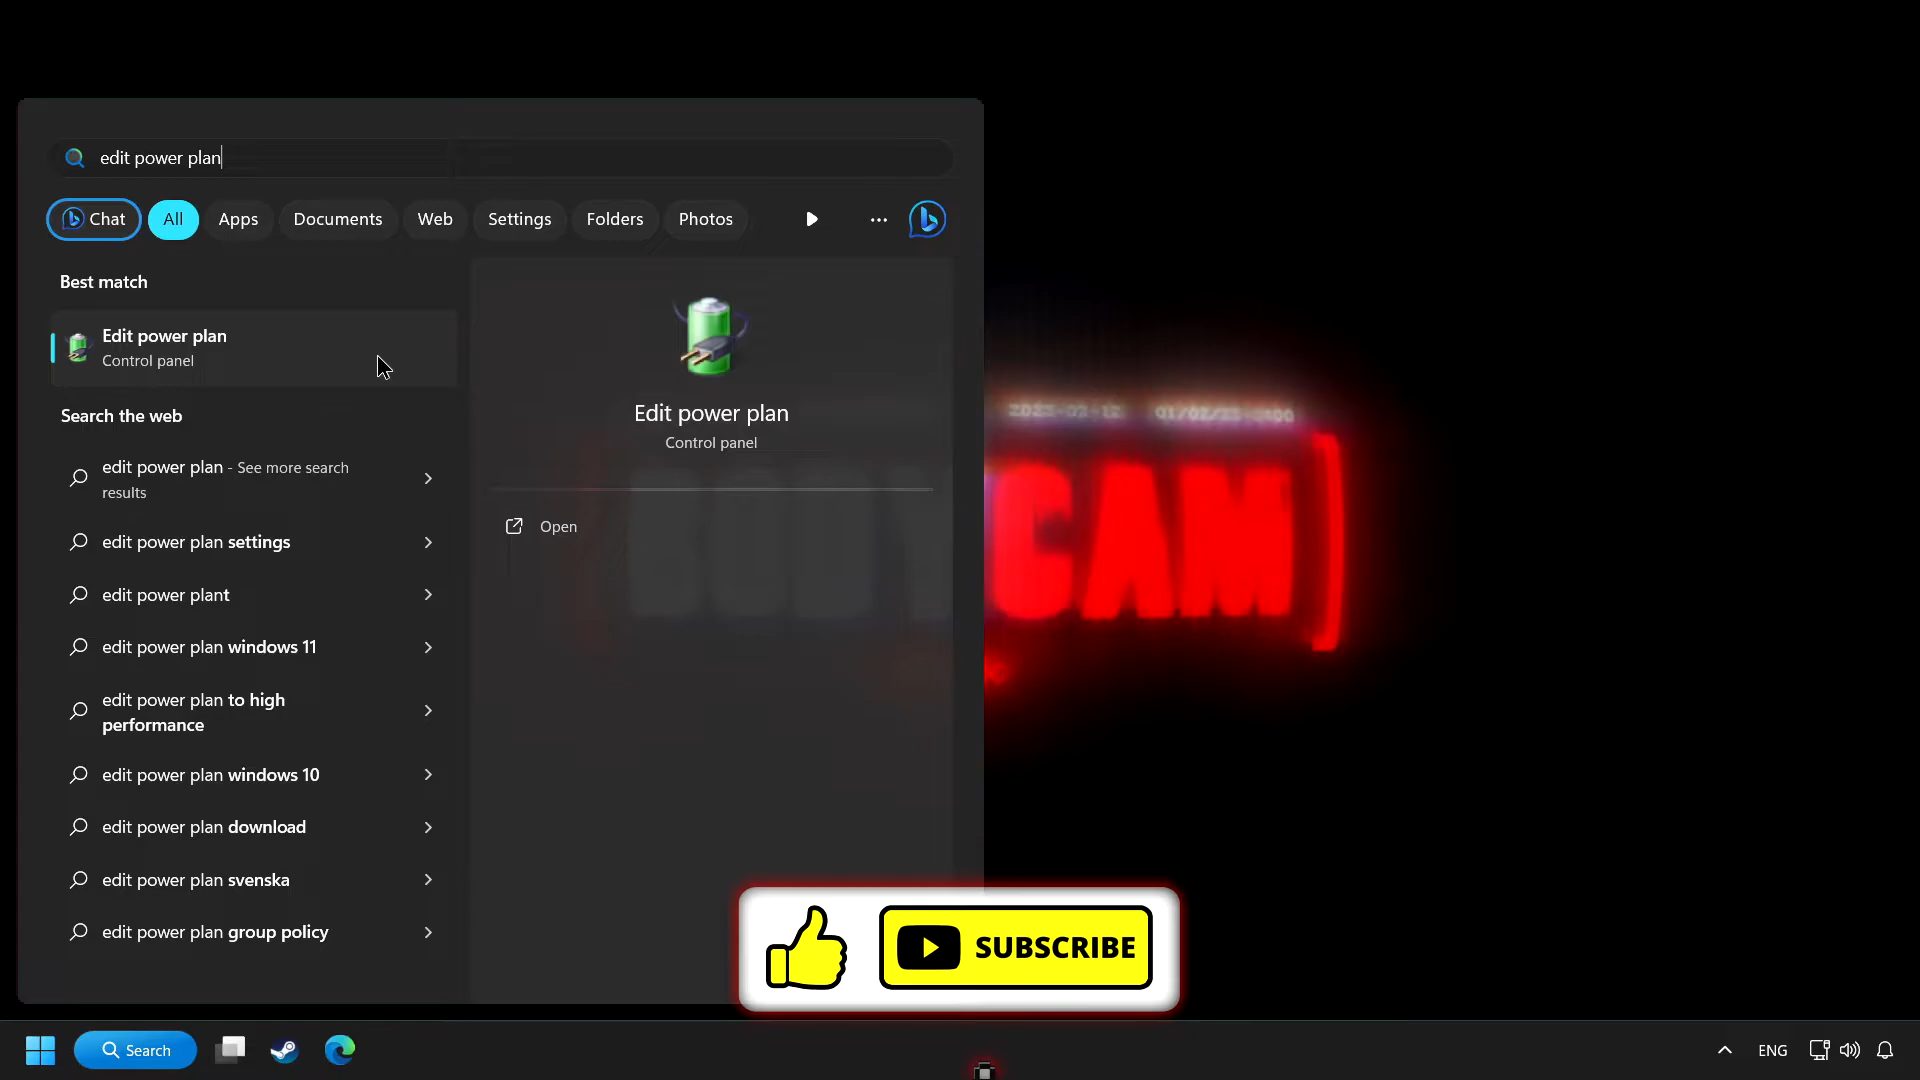 edit power plan
Chat All Apps Documents Web Settings Folders Photos
Best match
Edit power plan
Control panel
Search the web
edit power plan - See more search
results
edit power plan settings
edit power plant
edit power plan windows 11
edit power plan to high
performance
edit power plan windows 10
edit power plan download
edit power plan svenska
edit power plan group policy
Edit power plan
Control panel
Open
BODYCAM
SUBSCRIBE
Search
ENG